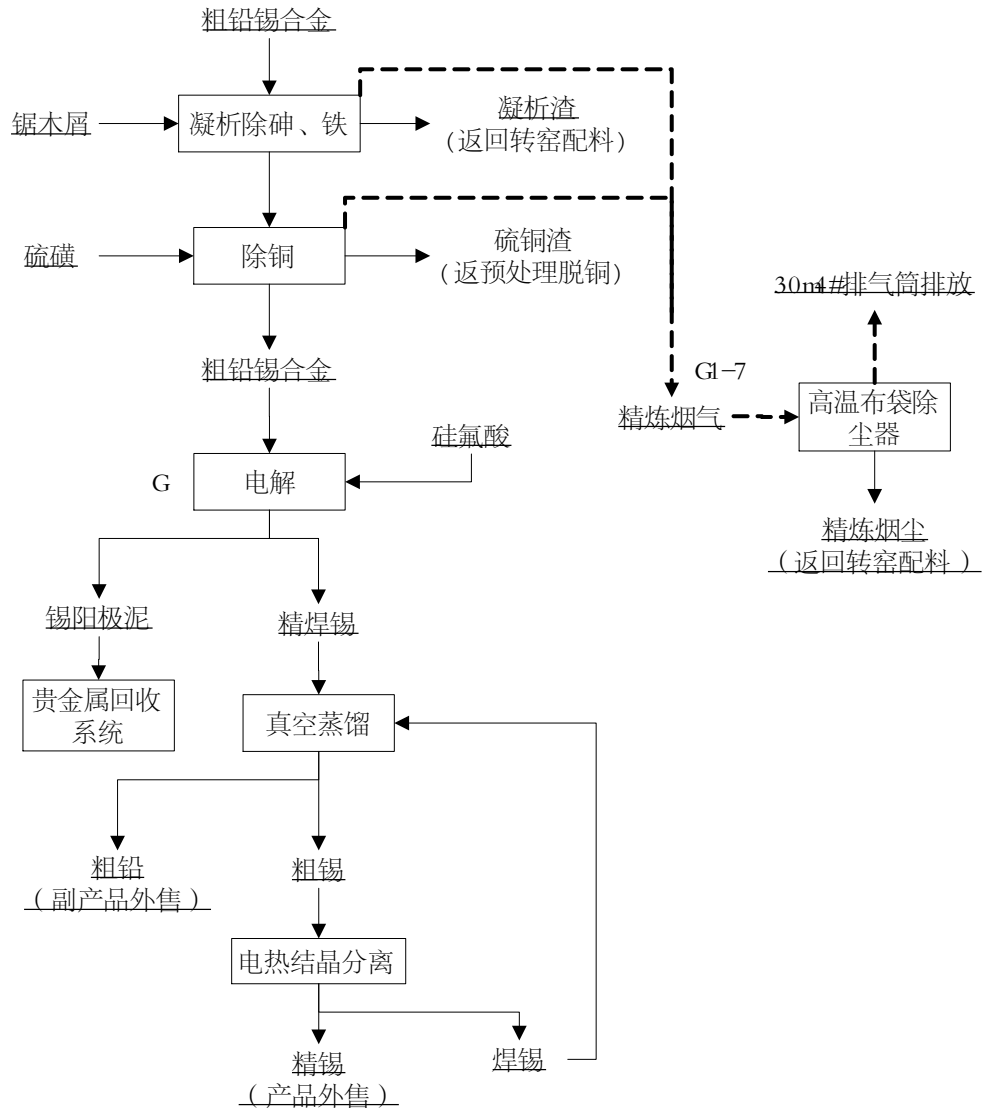 粗铅锡合金
锯木屑
凝析除砷、铁
凝析渣
(返回转窑配料)
硫磺
除铜
硫铜渣
(返预处理脱铜)
30m4#排气筒排放
粗铅锡合金
G1-7
精炼烟气
高温布袋除
尘器
硅氟酸
G
电解
精炼烟尘
(返回转窑配料)
锡阳极泥
精焊锡
贵金属回收
系统
真空蒸馏
粗铅
(副产品外售)
粗锡
电热结晶分离
精锡
(产品外售)
焊锡